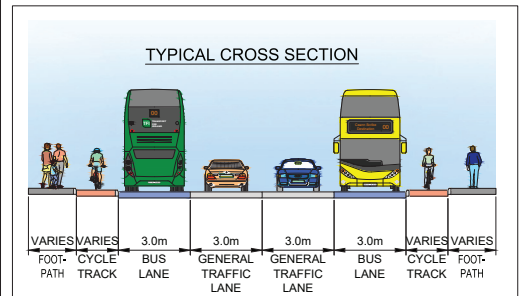 TYPICAL CROSS SECTION
VARIES VARIES 3.0m 3.0m 3.0m 3.0m VARIES VARIES
FOOT- CYCLE BUS GENERAL GENERAL BUS CYCLE FOOT-
PATH TRACK LANE TRAFFIC TRAFFIC LANE TRACK PATH
LANE LANE